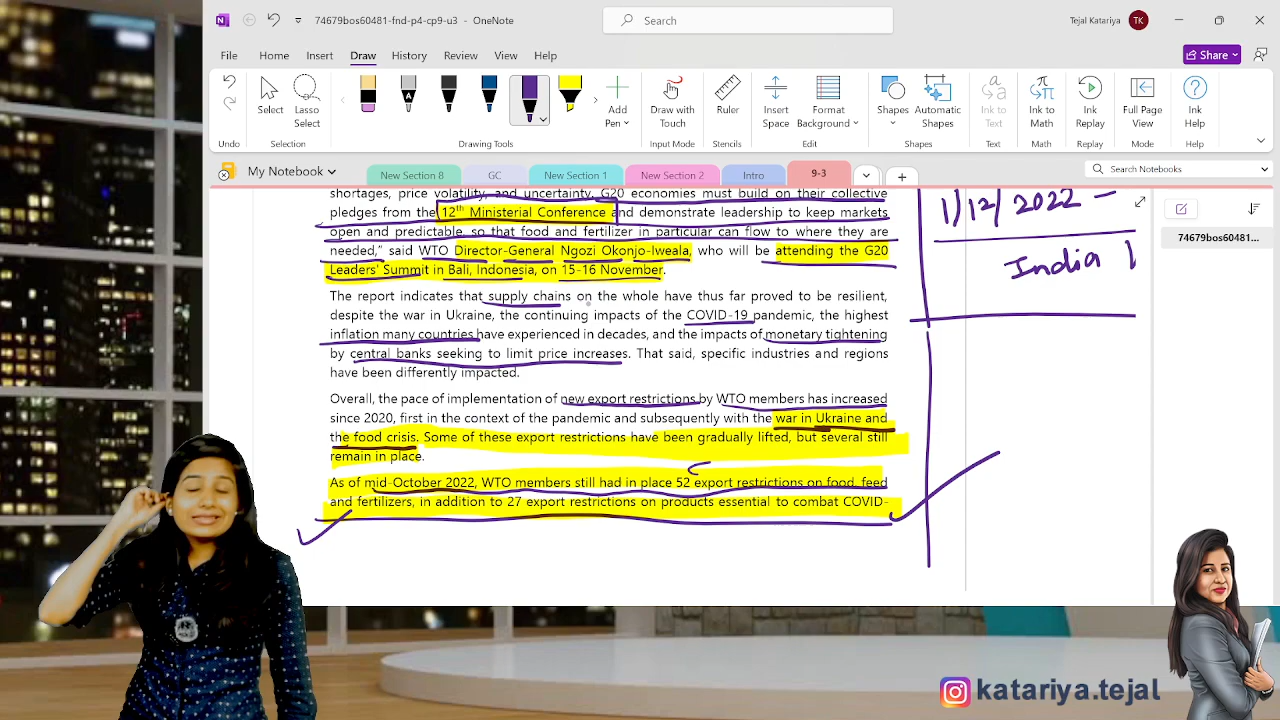 74679bos60481-fnd-p4-cp9-u3 - OneNote
Search
Tejal Katariya
TK
File Home Insert Draw History Review View Help
Share
Select
Lasso Select
Add Pen
Draw with Touch
Ruler
Insert Space
Format Background
Shapes
Automatic Shapes
Ink to Text
Ink to Math
Ink Replay
Full Page View
Ink Help
Undo Selection Drawing Tools Input Mode Stencils Edit Shapes Convert Replay Mode Help
My Notebook
New Section 8
GC
New Section 1
New Section 2
Intro
9-3
Search Notebooks
74679bos60481...
shortages, price volatility, and uncertainty, G20 economies must build on their collective
pledges from the 12th Ministerial Conference and demonstrate leadership to keep markets
open and predictable, so that food and fertilizer in particular can flow to where they are
needed," said WTO Director-General Ngozi Okonjo-Iweala, who will be attending the G20
Leaders' Summit in Bali, Indonesia, on 15-16 November.
The report indicates that supply chains on the whole have thus far proved to be resilient,
despite the war in Ukraine, the continuing impacts of the COVID-19 pandemic, the highest
inflation many countries have experienced in decades, and the impacts of monetary tightening
by central banks seeking to limit price increases. That said, specific industries and regions
have been differently impacted.
Overall, the pace of implementation of new export restrictions by WTO members has increased
since 2020, first in the context of the pandemic and subsequently with the war in Ukraine and
the food crisis. Some of these export restrictions have been gradually lifted, but several still
remain in place.
As of mid-October 2022, WTO members still had in place 52 export restrictions on food, feed
and fertilizers, in addition to 27 export restrictions on products essential to combat COVID-
1/12/2022 -
India
katariya.tejal